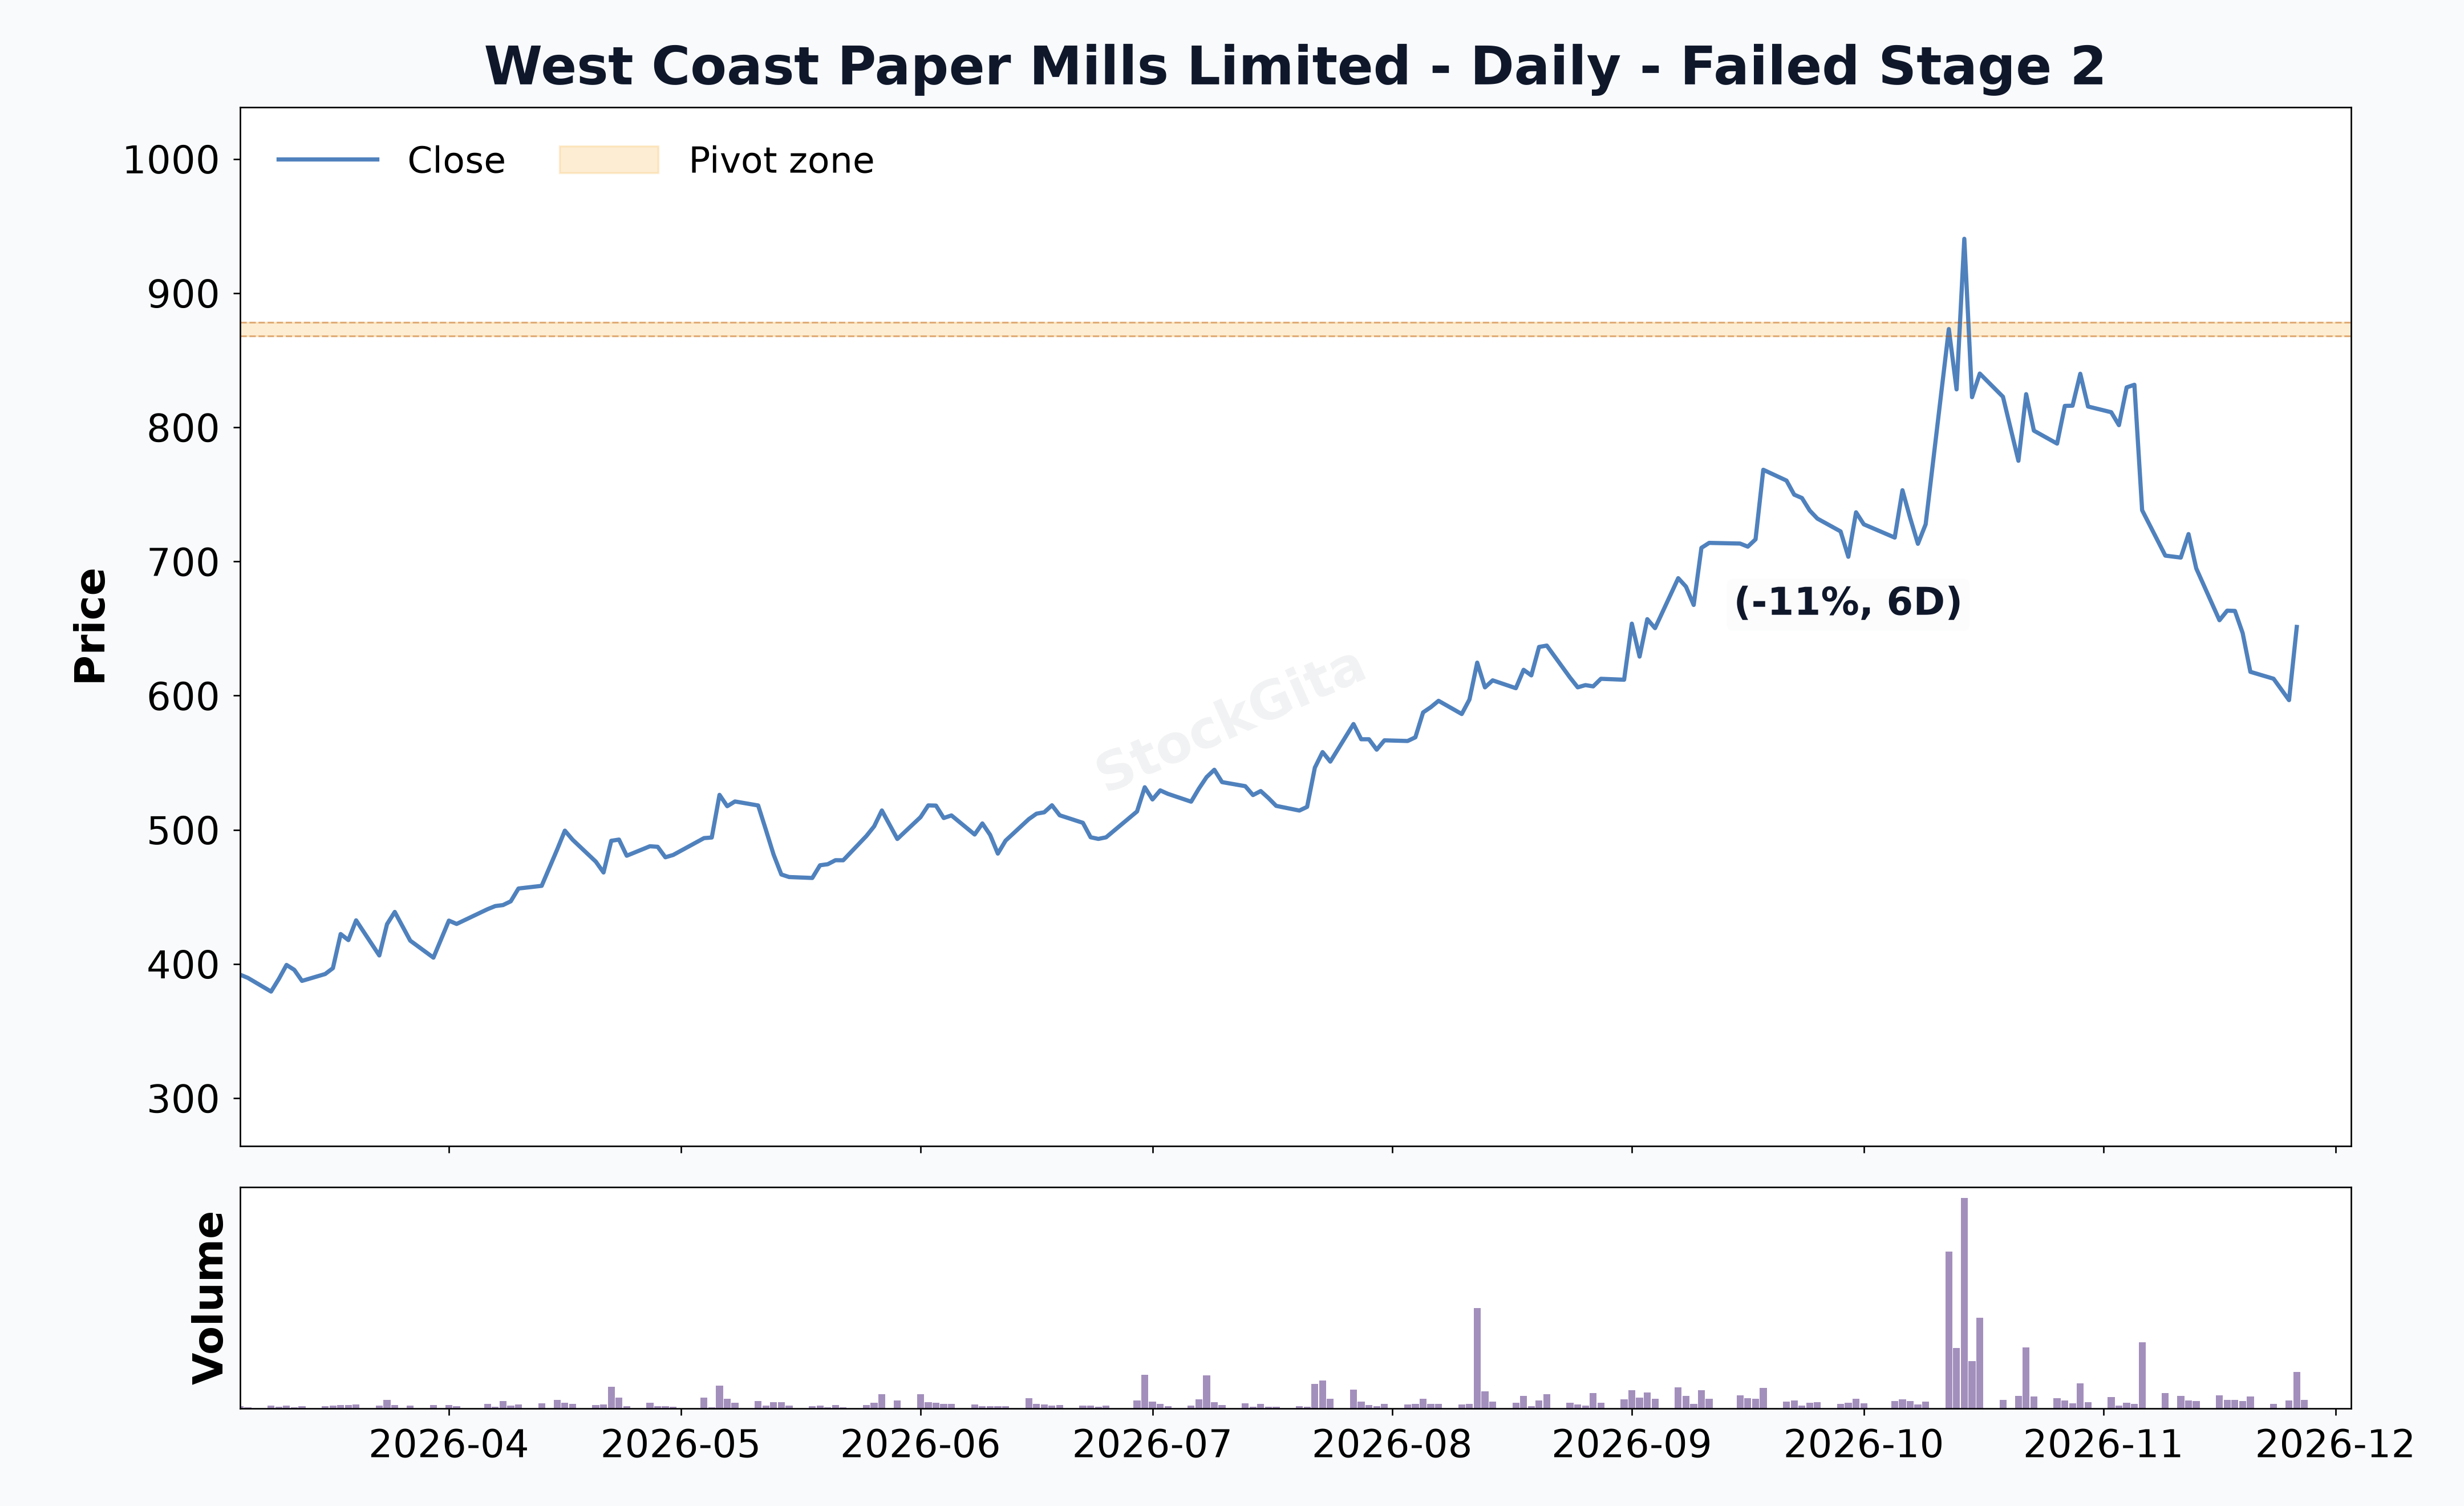 West Coast Paper Mills Limited - Daily - Failed Stage 2
Close
Pivot zone
1000
900
800
700
600
500
400
300
Price
(-11%, 6D)
StockGita
Volume
2026-04
2026-05
2026-06
2026-07
2026-08
2026-09
2026-10
2026-11
2026-12